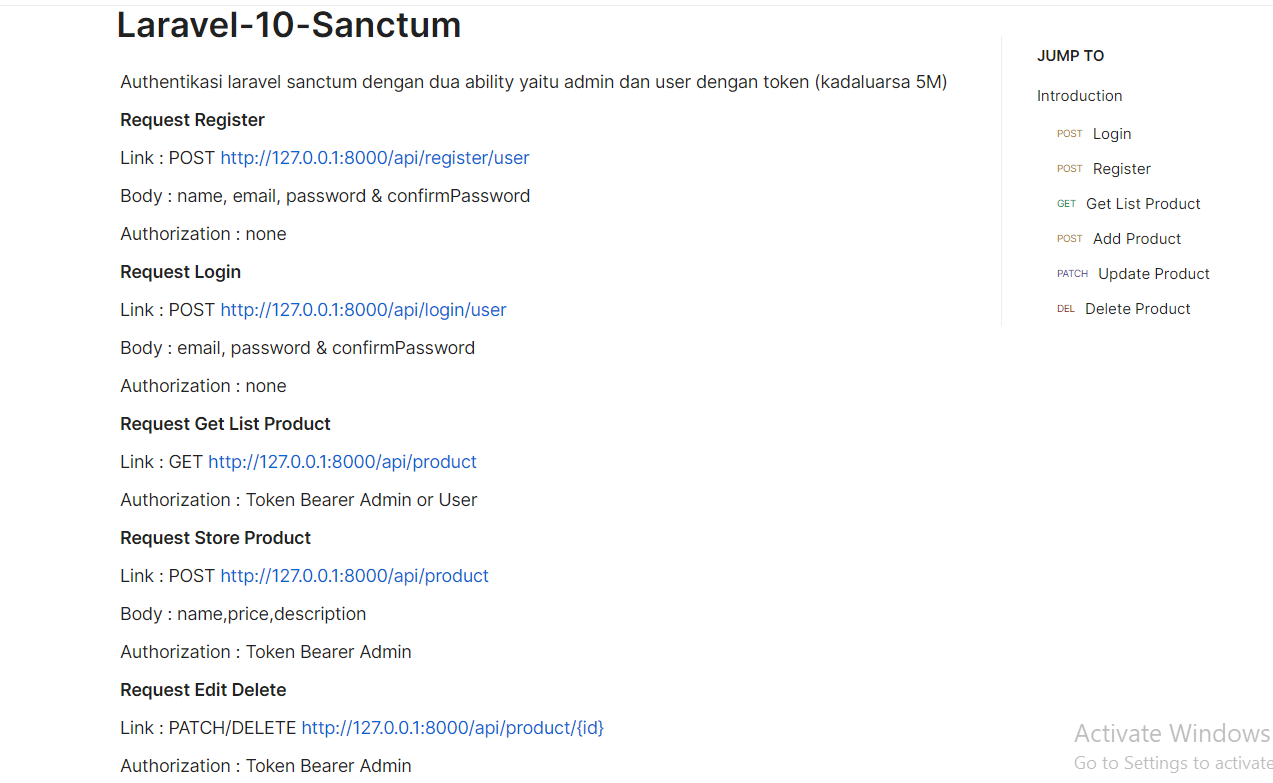 Laravel-10-Sanctum
Authentikasi laravel sanctum dengan dua ability yaitu admin dan user dengan token (kadaluarsa 5M)
Request Register
Link : POST http://127.0.0.1:8000/api/register/user
Body : name, email, password & confirmPassword
Authorization : none
Request Login
Link : POST http://127.0.0.1:8000/api/login/user
Body : email, password & confirmPassword
Authorization : none
Request Get List Product
Link : GET http://127.0.0.1:8000/api/product
Authorization : Token Bearer Admin or User
Request Store Product
Link : POST http://127.0.0.1:8000/api/product
Body : name,price,description
Authorization : Token Bearer Admin
Request Edit Delete
Link : PATCH/DELETE http://127.0.0.1:8000/api/product/{id}
Authorization : Token Bearer Admin
JUMP TO
Introduction
POST Login
POST Register
GET Get List Product
POST Add Product
PATCH Update Product
DEL Delete Product
Activate Windows
Go to Settings to activate